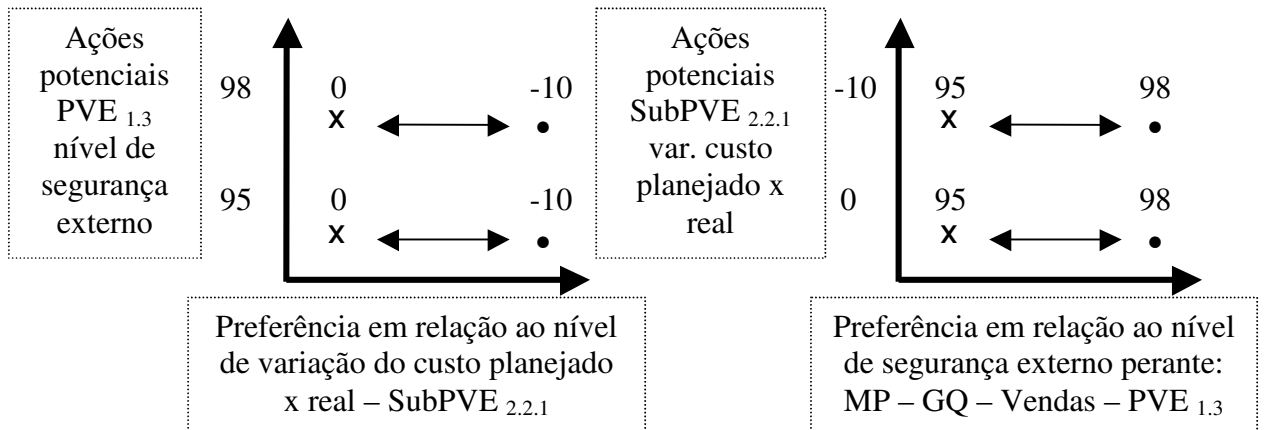 Ações
potenciais
PVE 1.3
nível de
segurança
externo
98 0 -10
x •
95 0 -10
x •
Preferência em relação ao nível
de variação do custo planejado
x real – SubPVE 2.2.1
Ações
potenciais
SubPVE 2.2.1
var. custo
planejado x
real
-10 95 98
x •
0 95 98
x •
Preferência em relação ao nível
de segurança externo perante:
MP – GQ – Vendas – PVE 1.3